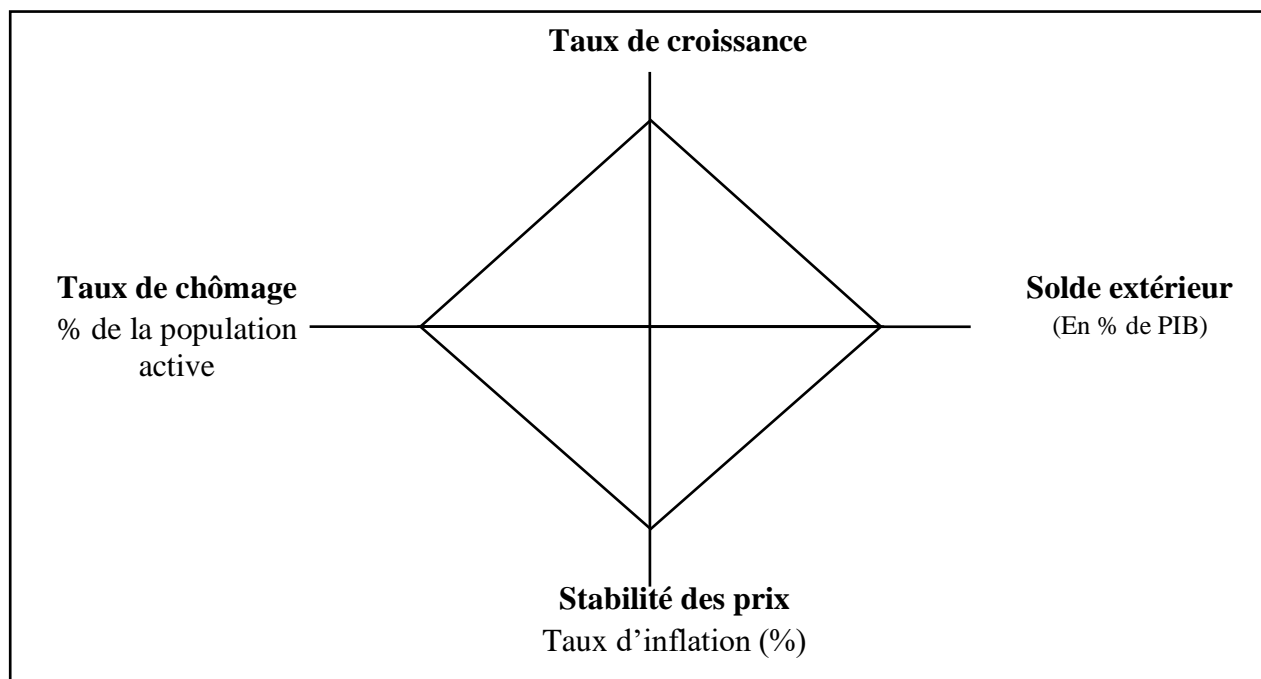 Taux de croissance
Taux de chômage
% de la population
active
Solde extérieur
(En % de PIB)
Stabilité des prix
Taux d’inflation (%)